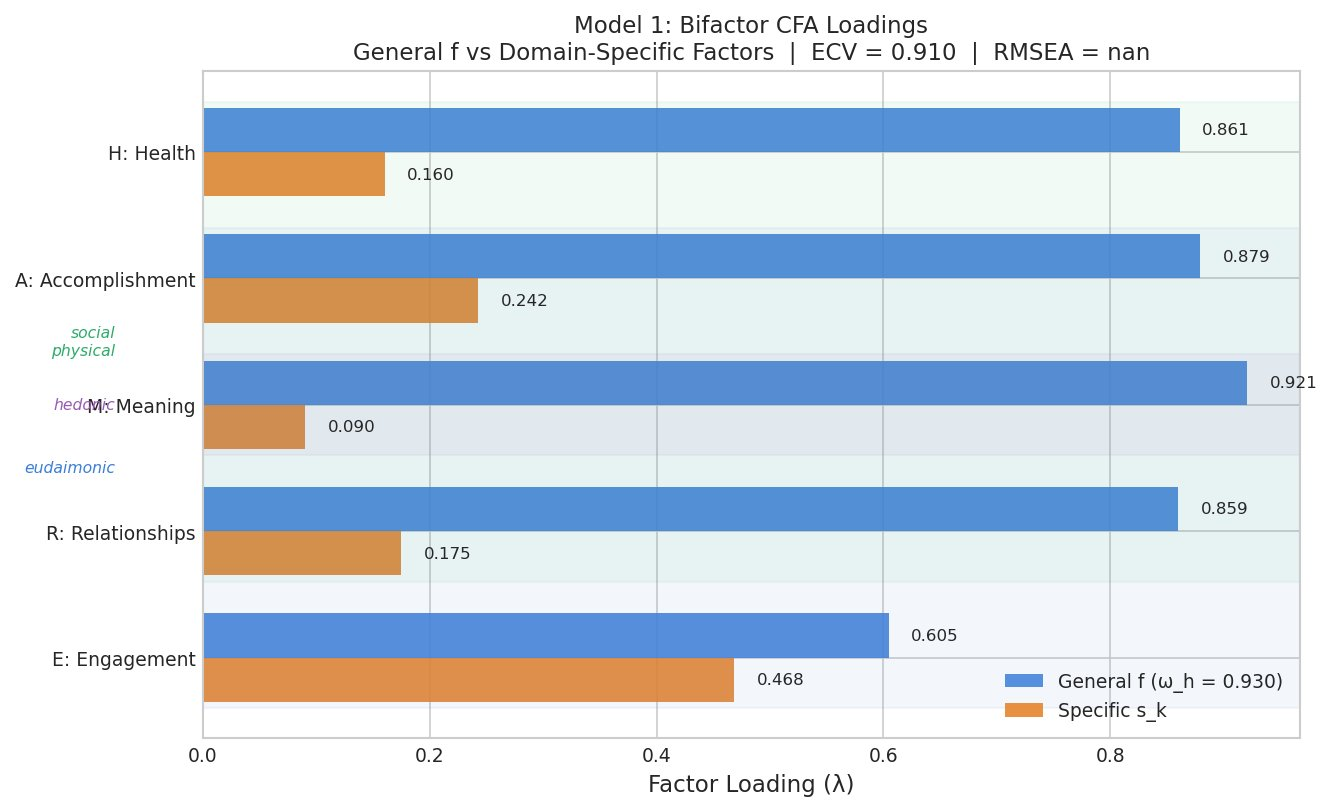 Model 1: Bifactor CFA Loadings
General f vs Domain-Specific Factors | ECV = 0.910 | RMSEA = nan
H: Health
0.861
0.160
A: Accomplishment
0.879
0.242
social
physical
hedonic
M: Meaning
0.921
0.090
eudaimonic
R: Relationships
0.859
0.175
E: Engagement
0.605
0.468
General f (ω_h = 0.930)
Specific s_k
0.0
0.2
0.4
0.6
0.8
Factor Loading (λ)